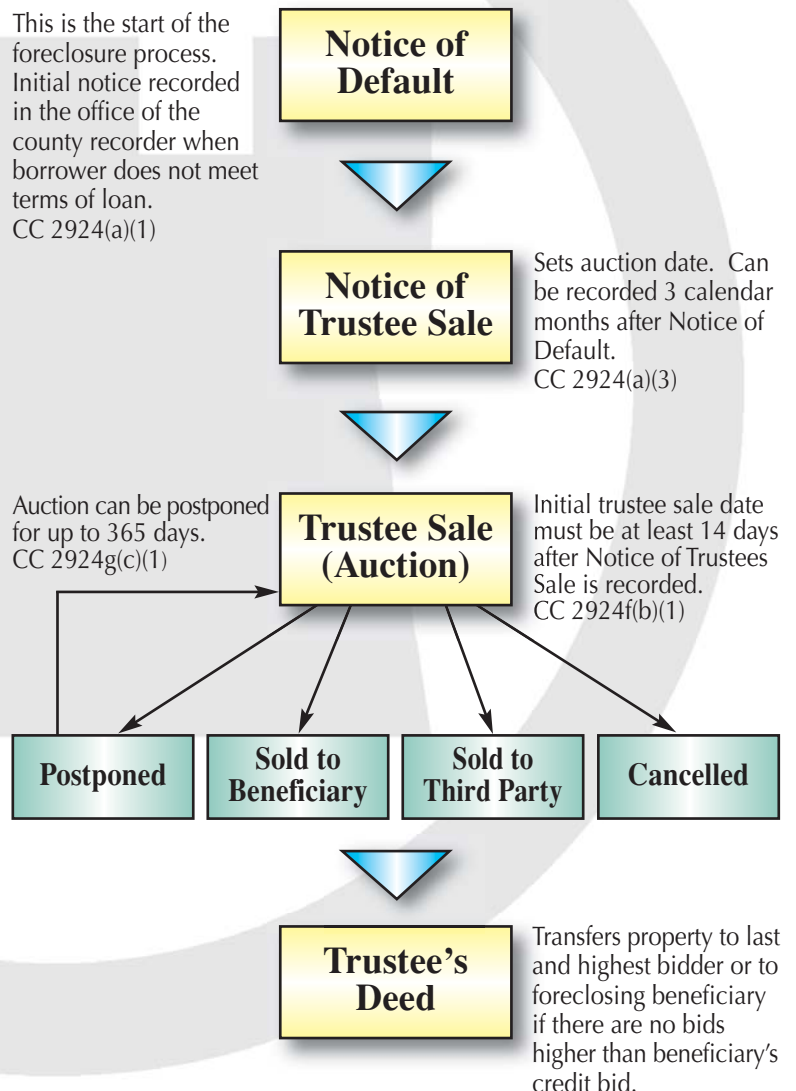 This is the start of the
foreclosure process.
Initial notice recorded
in the office of the
county recorder when
borrower does not meet
terms of loan.
CC 2924(a)(1)
Notice of
Default
Notice of
Trustee Sale
Sets auction date. Can
be recorded 3 calendar
months after Notice of
Default.
CC 2924(a)(3)
Auction can be postponed
for up to 365 days.
CC 2924g(c)(1)
Trustee Sale
(Auction)
Initial trustee sale date
must be at least 14 days
after Notice of Trustees
Sale is recorded.
CC 2924f(b)(1)
Postponed
Sold to
Beneficiary
Sold to
Third Party
Cancelled
Trustee's
Deed
Transfers property to last
and highest bidder or to
foreclosing beneficiary
if there are no bids
higher than beneficiary's
credit bid.